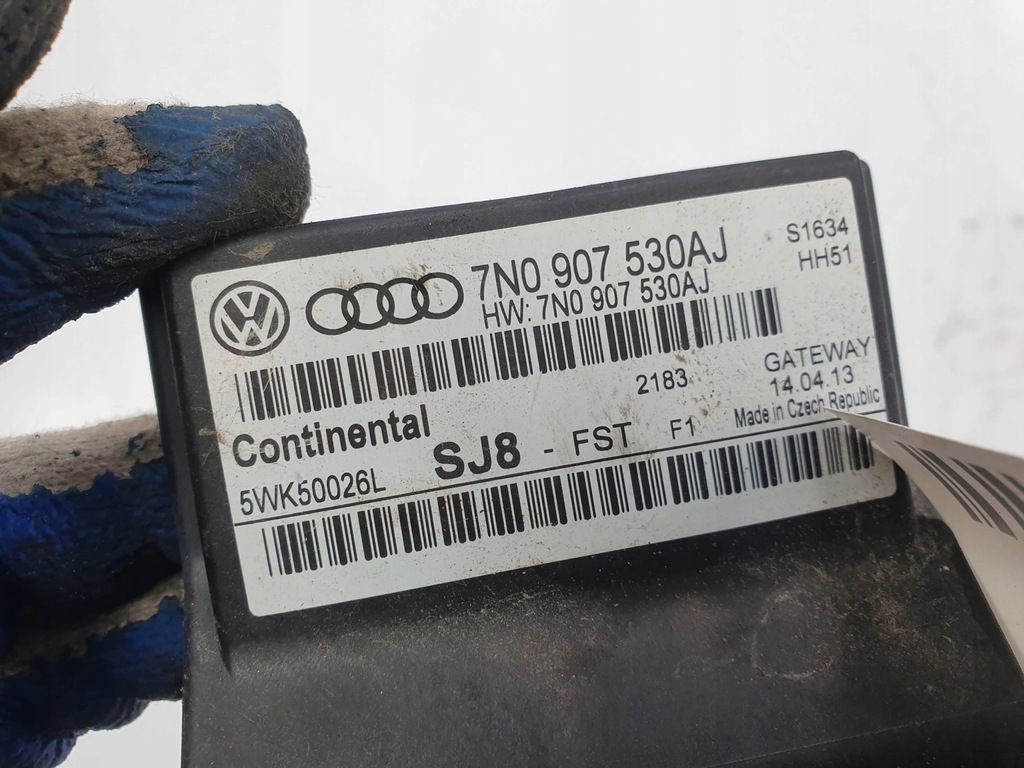 7N0 907 530AJ
S1634
HW: 7N0 907 530AJ
HH51
2183
GATEWAY
14.04.13
Continental
SJ8 - FST F1
Made in Czech Republic
5WK50026L